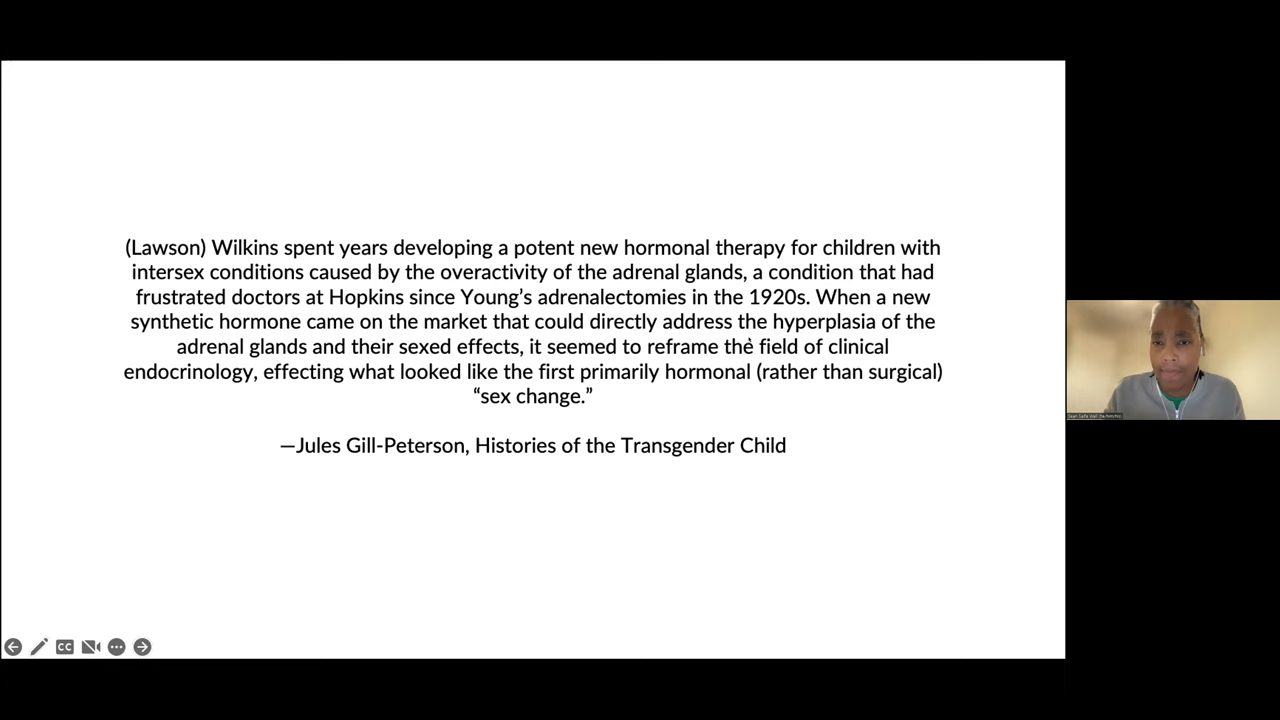 (Lawson) Wilkins spent years developing a potent new hormonal therapy for children with
intersex conditions caused by the overactivity of the adrenal glands, a condition that had
frustrated doctors at Hopkins since Young’s adrenalectomies in the 1920s. When a new
synthetic hormone came on the market that could directly address the hyperplasia of the
adrenal glands and their sexed effects, it seemed to reframe the field of clinical
endocrinology, effecting what looked like the first primarily hormonal (rather than surgical)
“sex change.”
—Jules Gill-Peterson, Histories of the Transgender Child
CC